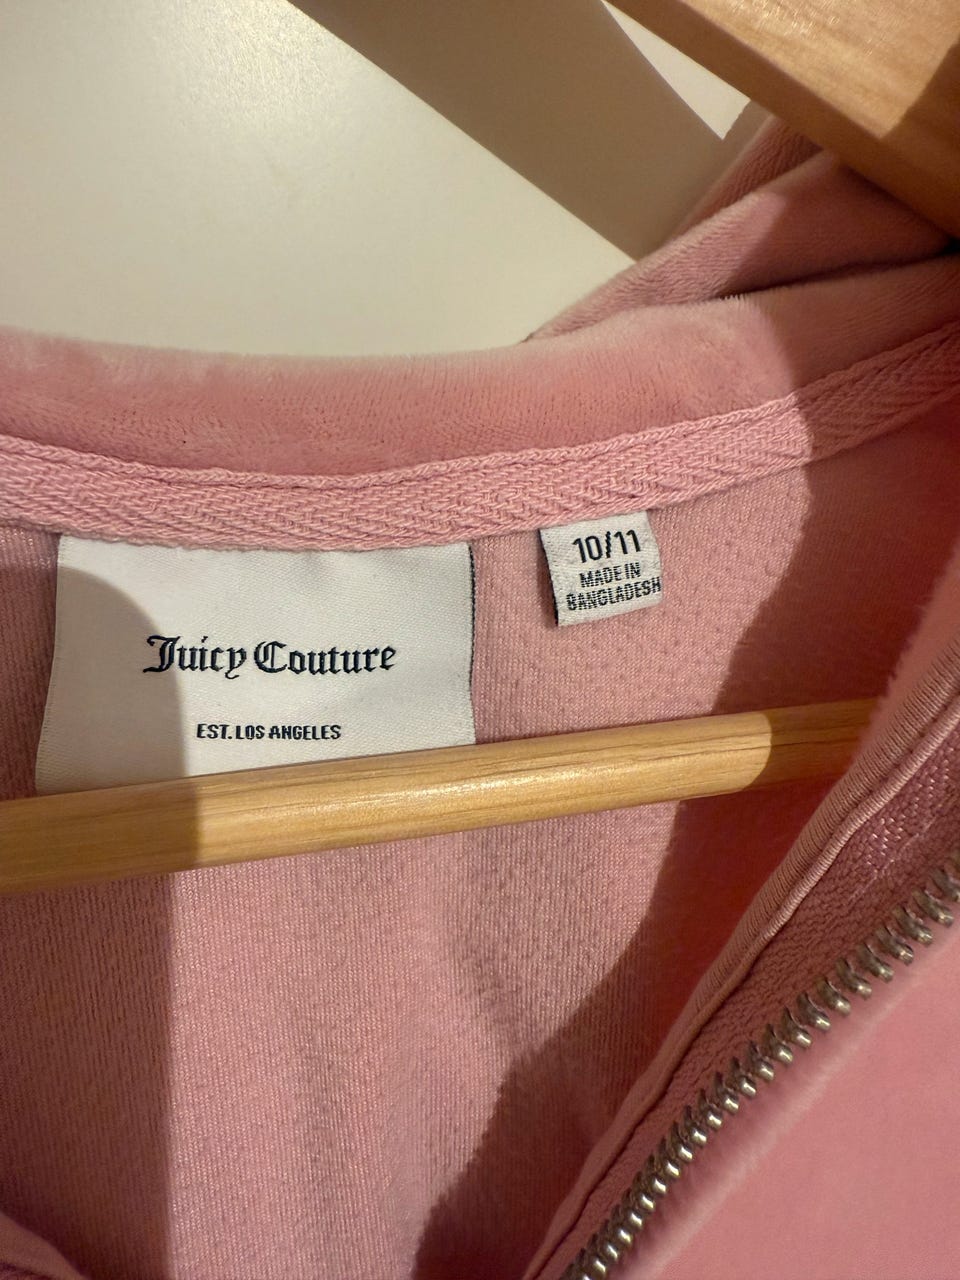 Juicy Couture
EST. LOS ANGELES
10/11
MADE IN
BANGLADESH